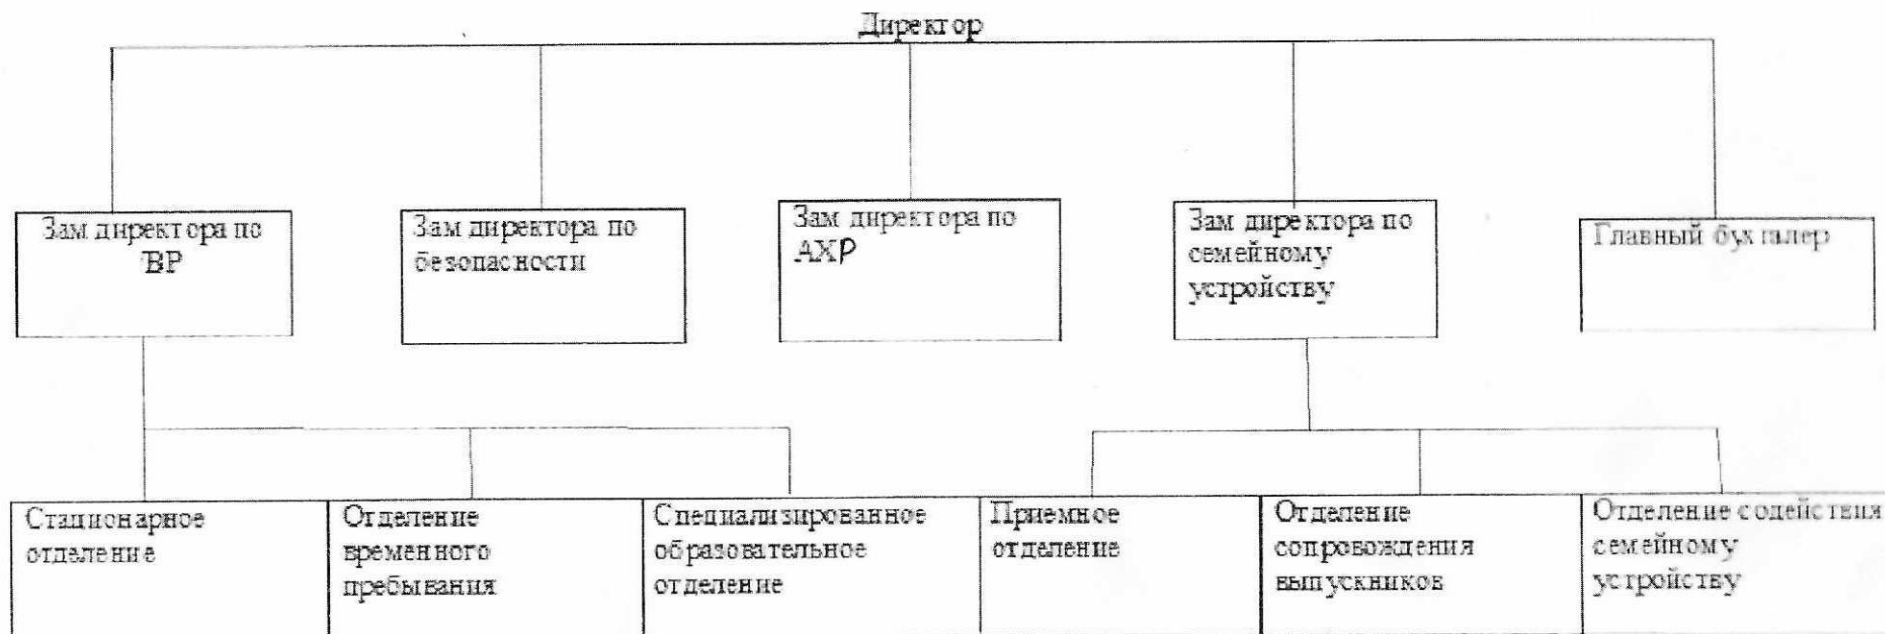 Директор
Зам директора по
ВР
Зам директора по
безопасности
Зам директора по
АХР
Зам директора по
семейному
устройству
Главный бухгалер
Стационарное
отделение
Отделение
временного
пребывания
Специализированное
образовательное
отделение
Приемное
отделение
Отделение
сопровождения
выпускников
Отделение содействия
семейному
устройству